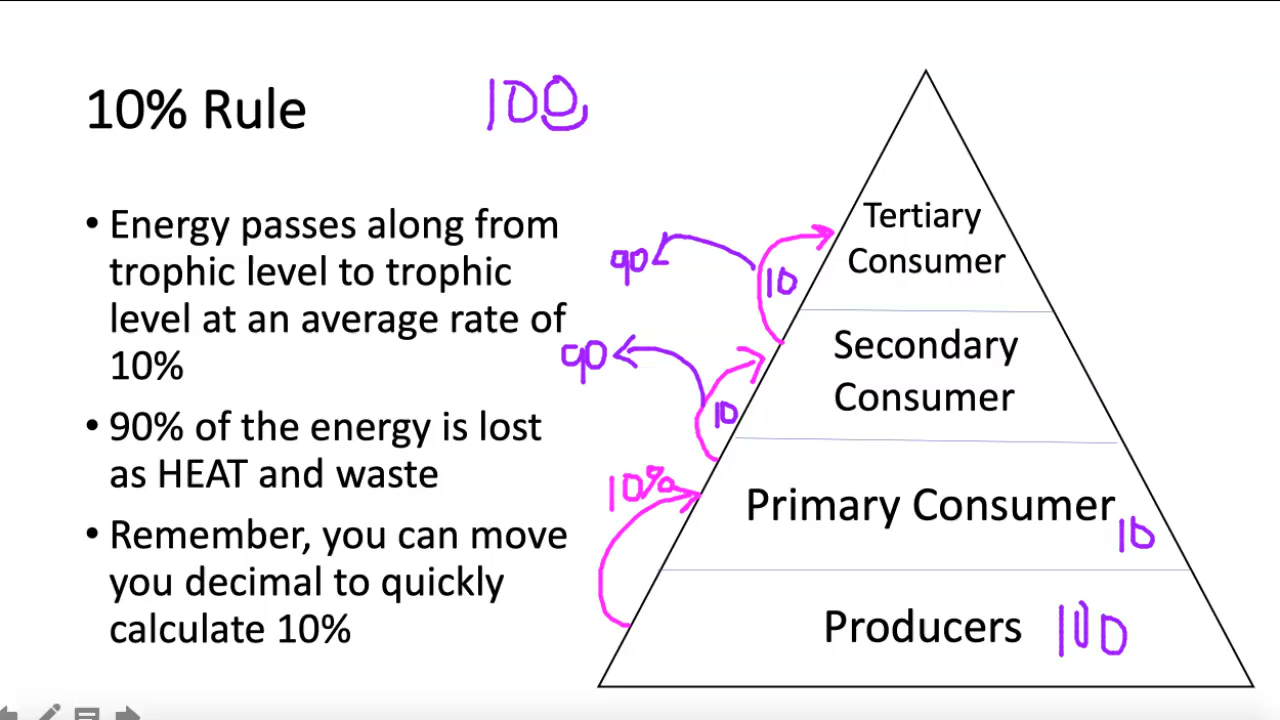 10% Rule
100
• Energy passes along from
trophic level to trophic
level at an average rate of
10%
• 90% of the energy is lost
as HEAT and waste
• Remember, you can move
you decimal to quickly
calculate 10%
Tertiary
Consumer
90
10
Secondary
Consumer
90
10
10%
Primary Consumer
10
Producers 100